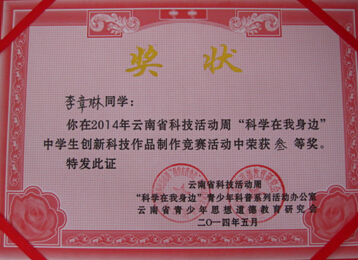 奖状
李章琳同学：
你在2014年云南省科技活动周“科学在我身边”
中学生创新科技作品制作竞赛活动中荣获 叁 等奖。
特发此证
云南省科技活动周
“科学在我身边”青少年科普系列活动办公室
云南省青少年思想道德教育研究会
二〇一四年五月